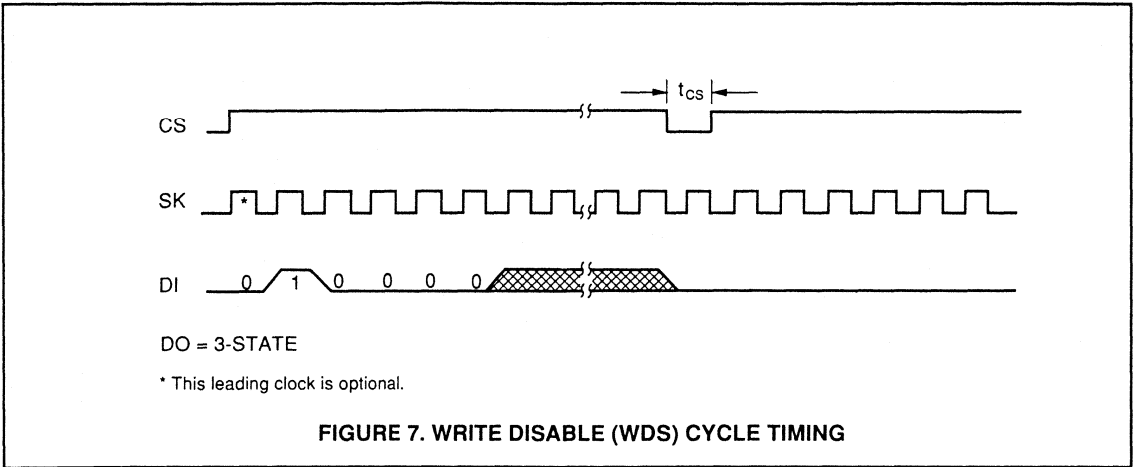 tCS
CS
SK *
DI 0 1 0 0 0 0
DO = 3-STATE
* This leading clock is optional.
FIGURE 7. WRITE DISABLE (WDS) CYCLE TIMING